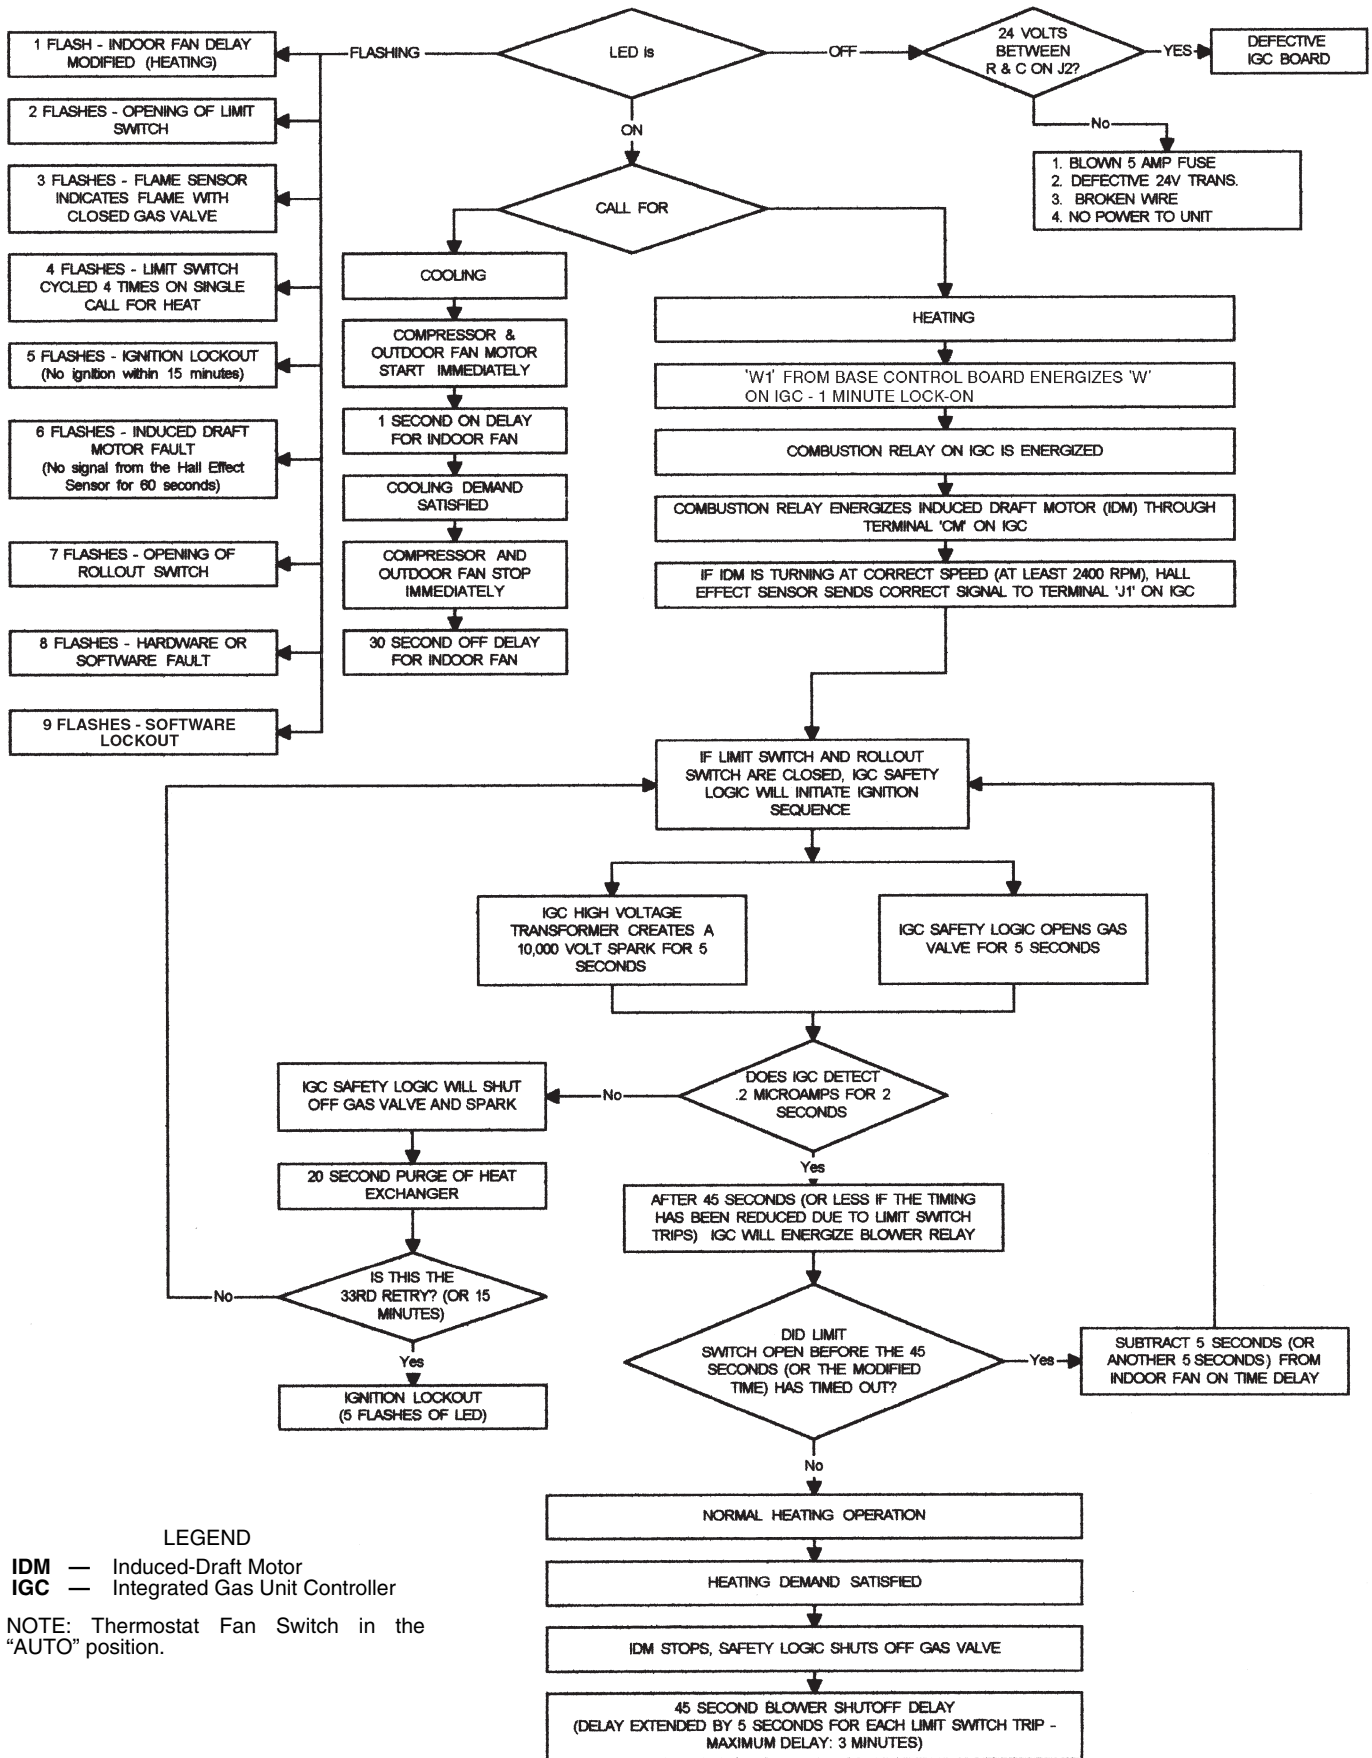 1 FLASH - INDOOR FAN DELAY
MODIFIED (HEATING)
FLASHING
LED is
OFF
24 VOLTS
BETWEEN
R & C ON J2?
YES
DEFECTIVE
IGC BOARD
2 FLASHES - OPENING OF LIMIT
SWITCH
ON
No
3 FLASHES - FLAME SENSOR
INDICATES FLAME WITH
CLOSED GAS VALVE
CALL FOR
1. BLOWN 5 AMP FUSE
2. DEFECTIVE 24V TRANS.
3. BROKEN WIRE
4. NO POWER TO UNIT
4 FLASHES - LIMIT SWITCH
CYCLED 4 TIMES ON SINGLE
CALL FOR HEAT
5 FLASHES - IGNITION LOCKOUT
(No ignition within 15 minutes)
6 FLASHES - INDUCED DRAFT
MOTOR FAULT
(No signal from the Hall Effect
Sensor for 60 seconds)
7 FLASHES - OPENING OF
ROLLOUT SWITCH
8 FLASHES - HARDWARE OR
SOFTWARE FAULT
9 FLASHES - SOFTWARE
LOCKOUT
COOLING
COMPRESSOR &
OUTDOOR FAN MOTOR
START IMMEDIATELY
1 SECOND ON DELAY
FOR INDOOR FAN
COOLING DEMAND
SATISFIED
COMPRESSOR AND
OUTDOOR FAN STOP
IMMEDIATELY
30 SECOND OFF DELAY
FOR INDOOR FAN
HEATING
'W1' FROM BASE CONTROL BOARD ENERGIZES 'W'
ON IGC - 1 MINUTE LOCK-ON
COMBUSTION RELAY ON IGC IS ENERGIZED
COMBUSTION RELAY ENERGIZES INDUCED DRAFT MOTOR (IDM) THROUGH
TERMINAL 'CM' ON IGC
IF IDM IS TURNING AT CORRECT SPEED (AT LEAST 2400 RPM), HALL
EFFECT SENSOR SENDS CORRECT SIGNAL TO TERMINAL 'J1' ON IGC
IF LIMIT SWITCH AND ROLLOUT
SWITCH ARE CLOSED, IGC SAFETY
LOGIC WILL INITIATE IGNITION
SEQUENCE
IGC HIGH VOLTAGE
TRANSFORMER CREATES A
10,000 VOLT SPARK FOR 5
SECONDS
IGC SAFETY LOGIC OPENS GAS
VALVE FOR 5 SECONDS
DOES IGC DETECT
.2 MICROAMPS FOR 2
SECONDS
No
IGC SAFETY LOGIC WILL SHUT
OFF GAS VALVE AND SPARK
20 SECOND PURGE OF HEAT
EXCHANGER
IS THIS THE
33RD RETRY? (OR 15
MINUTES)
No
Yes
IGNITION LOCKOUT
(5 FLASHES OF LED)
Yes
AFTER 45 SECONDS (OR LESS IF THE TIMING
HAS BEEN REDUCED DUE TO LIMIT SWITCH
TRIPS) IGC WILL ENERGIZE BLOWER RELAY
DID LIMIT
SWITCH OPEN BEFORE THE 45
SECONDS (OR THE MODIFIED
TIME) HAS TIMED OUT?
Yes
SUBTRACT 5 SECONDS (OR
ANOTHER 5 SECONDS) FROM
INDOOR FAN ON TIME DELAY
No
NORMAL HEATING OPERATION
HEATING DEMAND SATISFIED
IDM STOPS, SAFETY LOGIC SHUTS OFF GAS VALVE
45 SECOND BLOWER SHUTOFF DELAY
(DELAY EXTENDED BY 5 SECONDS FOR EACH LIMIT SWITCH TRIP -
MAXIMUM DELAY: 3 MINUTES)
LEGEND
IDM — Induced-Draft Motor
IGC — Integrated Gas Unit Controller
NOTE: Thermostat Fan Switch in the
“AUTO” position.